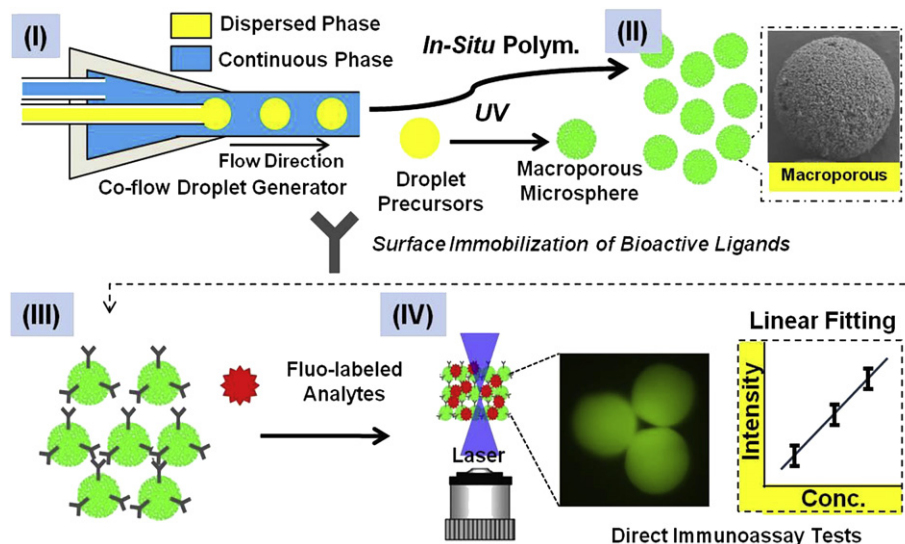 (I)
Dispersed Phase
Continuous Phase
Flow Direction
Co-flow Droplet Generator
In-Situ Polym.
UV
Droplet
Precursors
Macroporous
Microsphere
(II)
Macroporous
Surface Immobilization of Bioactive Ligands
(III)
Fluo-labeled
Analytes
(IV)
Laser
Linear Fitting
Intensity
Conc.
Direct Immunoassay Tests